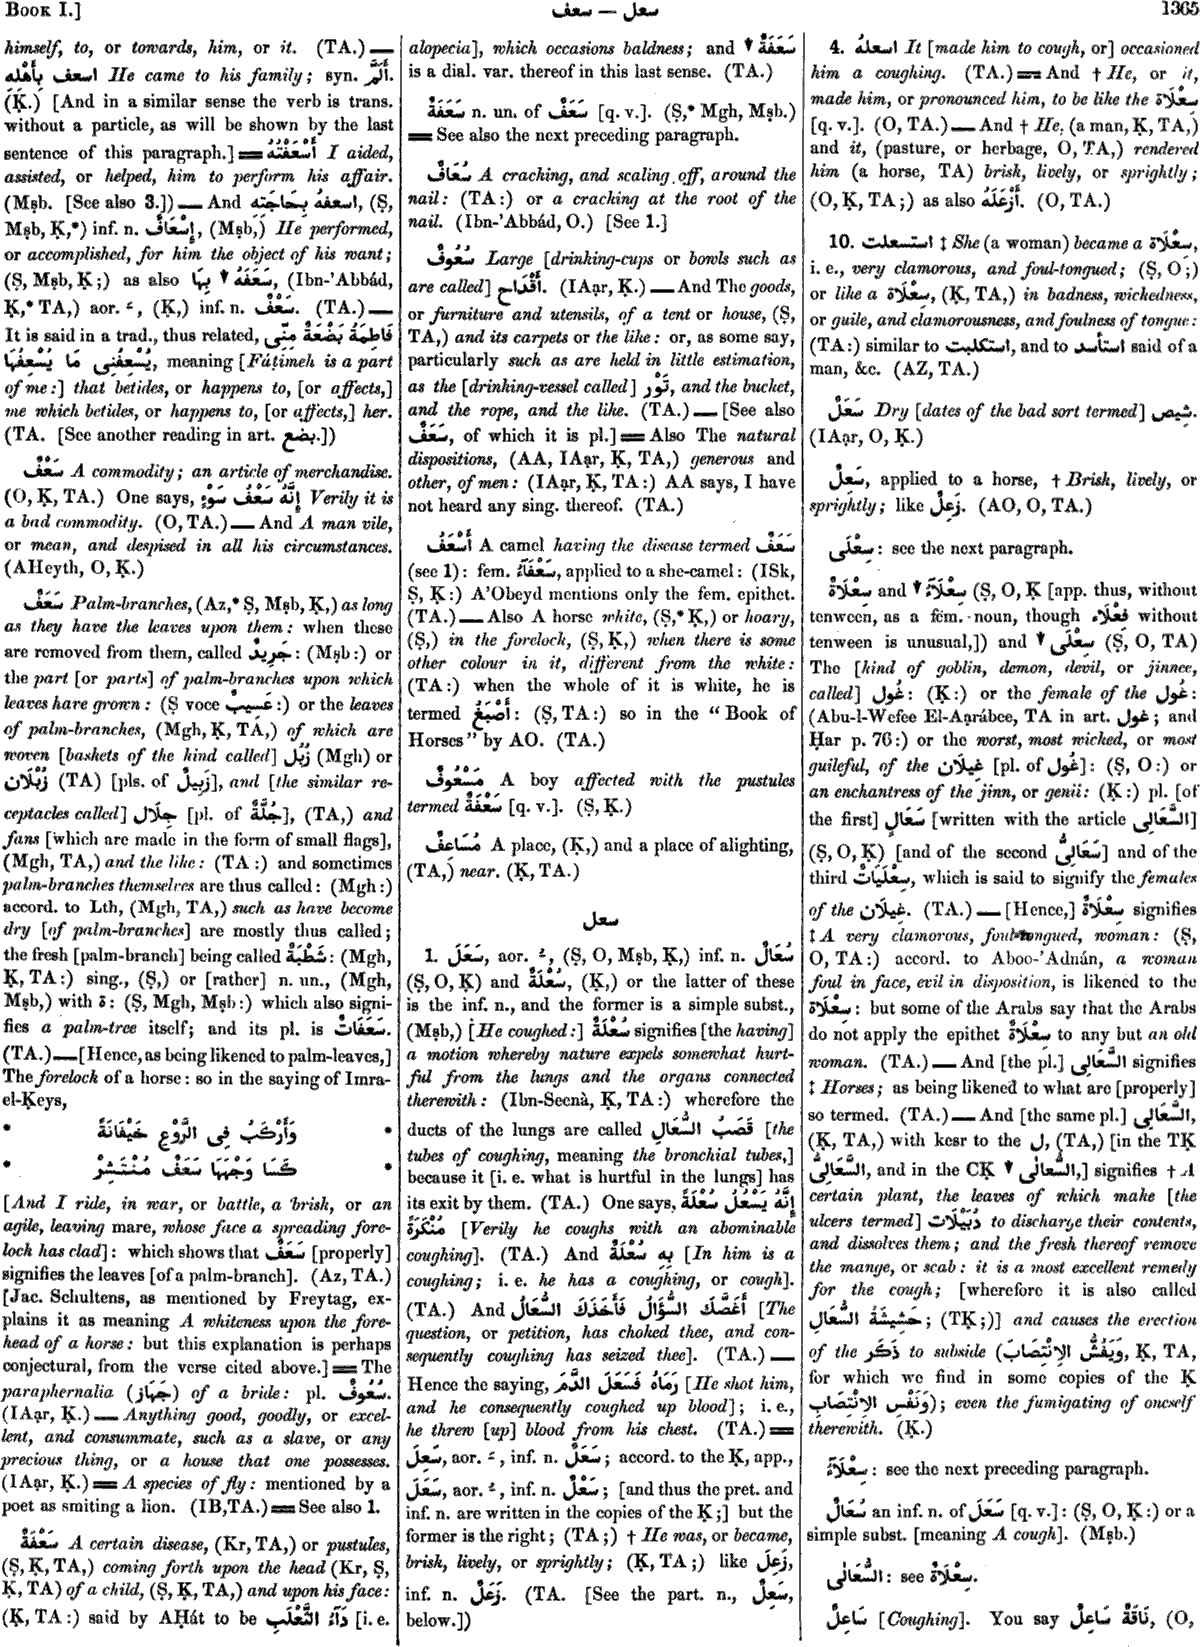 BOOK I.]
سعف — سعل
1365
himself, to, or towards, him, or it. (TA.) —
اسعف بِأَهْلِهِ He came to his family; syn. أَلَمَّ.
(Ḳ.) [And in a similar sense the verb is trans.
without a particle, as will be shown by the last
sentence of this paragraph.] ═ أَسْعَفْتُهُ I aided,
assisted, or helped, him to perform his affair.
(Mṣb. [See also 3.]) — And اسعفهُ بِحَاجَتِهِ, (Ṣ,
Mṣb, Ḳ,*) inf. n. إِسْعَافٌ, (Mṣb,) He performed,
or accomplished, for him the object of his want;
(Ṣ, Mṣb, Ḳ;) as also سَعَفَهُ ↓ بِهَا, (Ibn-'Abbád,
Ḳ,* TA,) aor. ـَ, (Ḳ,) inf. n. سَعْفٌ. (TA.) —
It is said in a trad., thus related, فَاطِمَةُ بَضْعَةٌ مِنِّى
يُسْعِفُنِى مَا يُسْعِفُهَا, meaning [Fáṭimeh is a part
of me:] that betides, or happens to, [or affects,]
me which betides, or happens to, [or affects,] her.
(TA. [See another reading in art. بضع.])
سَعْفٌ A commodity; an article of merchandise.
(O, Ḳ, TA.) One says, إِنَّهُ سَعْفُ سَوْءٍ Verily it is
a bad commodity. (O, TA.) — And A man vile,
or mean, and despised in all his circumstances.
(AHeyth, O, Ḳ.)
سَعَفٌ Palm-branches, (Az,* Ṣ, Mṣb, Ḳ,) as long
as they have the leaves upon them: when these
are removed from them, called جَرِيدٌ: (Mṣb:) or
the part [or parts] of palm-branches upon which
leaves have grown: (Ṣ voce عَسِيبٌ:) or the leaves
of palm-branches, (Mgh, Ḳ, TA,) of which are
woven [baskets of the kind called] زُبُل (Mgh) or
زُبْلَان (TA) [pls. of زَبِيلٌ], and [the similar re-
ceptacles called] جِلَال [pl. of جُلَّةٌ], (TA,) and
fans [which are made in the form of small flags],
(Mgh, TA,) and the like: (TA:) and sometimes
palm-branches themselves are thus called: (Mgh:)
accord. to Lth, (Mgh, TA,) such as have become
dry [of palm-branches] are mostly thus called;
the fresh [palm-branch] being called شَطْبَةٌ: (Mgh,
Ḳ, TA:) sing., (Ṣ,) or [rather] n. un., (Mgh,
Mṣb,) with ة: (Ṣ, Mgh, Mṣb:) which also signi-
fies a palm-tree itself; and its pl. is سَعَفَاتٌ.
(TA.) — [Hence, as being likened to palm-leaves,]
The forelock of a horse: so in the saying of Imra-
el-Ḳeys,
* وَأَرْكَبُ فِى الرَّوْعِ خَيْفَانَةً *
* كَسَا وَجْهَهَا سَعَفٌ مُنْتَشِرْ *
[And I ride, in war, or battle, a brish, or an
agile, leaving mare, whose face a spreading fore-
lock has clad]: which shows that سَعَفٌ [properly]
signifies the leaves [of a palm-branch]. (Az, TA.)
[Jac. Schultens, as mentioned by Freytag, ex-
plains it as meaning A whiteness upon the fore-
head of a horse: but this explanation is perhaps
conjectural, from the verse cited above.] ═ The
paraphernalia (جَهَاز) of a bride: pl. سُعُوفٌ.
(IAạr, Ḳ.) — Anything good, goodly, or excel-
lent, and consummate, such as a slave, or any
precious thing, or a house that one possesses.
(IAạr, Ḳ.) ═ A species of fly: mentioned by a
poet as smiting a lion. (IB, TA.) ═ See also 1.
سَعْفَةٌ A certain disease, (Kr, TA,) or pustules,
(Ṣ, Ḳ, TA,) coming forth upon the head (Kr, Ṣ,
Ḳ, TA) of a child, (Ṣ, Ḳ, TA,) and upon his face:
(Ḳ, TA:) said by AḤát to be دَآءُ الثَّعْلَبِ [i. e.
alopecia], which occasions baldness; and سَعَفَةٌ ↓
is a dial. var. thereof in this last sense. (TA.)
سَعَفَةٌ n. un. of سَعَفٌ [q. v.]. (Ṣ,* Mgh, Mṣb.)
═ See also the next preceding paragraph.
سُعَافٌ A cracking, and scaling off, around the
nail: (TA:) or a cracking at the root of the
nail. (Ibn-'Abbád, O.) [See 1.]
سُعُوفٌ Large [drinking-cups or bowls such as
are called] أَقْدَاح. (IAạr, Ḳ.) — And The goods,
or furniture and utensils, of a tent or house, (Ṣ,
TA,) and its carpets or the like: or, as some say,
particularly such as are held in little estimation,
as the [drinking-vessel called] تَوْر, and the bucket,
and the rope, and the like. (TA.) — [See also
سَعَفٌ, of which it is pl.] ═ Also The natural
dispositions, (AA, IAạr, Ḳ, TA,) generous and
other, of men: (IAạr, Ḳ, TA:) AA says, I have
not heard any sing. thereof. (TA.)
أَسْعَفُ A camel having the disease termed سَعَفٌ
(see 1): fem. سَعْفَآءُ, applied to a she-camel: (ISk,
Ṣ, Ḳ:) A'Obeyd mentions only the fem. epithet.
(TA.) — Also A horse white, (Ṣ,* Ḳ,) or hoary,
(Ṣ,) in the forelock, (Ṣ, Ḳ,) when there is some
other colour in it, different from the white:
(TA:) when the whole of it is white, he is
termed أَصْبَغُ: (Ṣ, TA:) so in the "Book of
Horses" by AO. (TA.)
مَسْعُوفٌ A boy affected with the pustules
termed سَعْفَةٌ [q. v.]. (Ṣ, Ḳ.)
مُسَاعِفٌ A place, (Ḳ,) and a place of alighting,
(TA,) near. (Ḳ, TA.)
سعل
1. سَعَلَ, aor. ـُ, (Ṣ, O, Mṣb, Ḳ,) inf. n. سُعَالٌ
(Ṣ, O, Ḳ) and سُعْلَةٌ, (Ḳ,) or the latter of these
is the inf. n., and the former is a simple subst.,
(Mṣb,) [He coughed:] سُعْلَةٌ signifies [the having]
a motion whereby nature expels somewhat hurt-
ful from the lungs and the organs connected
therewith: (Ibn-Seenà, Ḳ, TA:) wherefore the
ducts of the lungs are called قَصَبُ السُّعَالِ [the
tubes of coughing, meaning the bronchial tubes,]
because it [i. e. what is hurtful in the lungs] has
its exit by them. (TA.) One says, إِنَّهُ يَسْعُلُ سُعْلَةً
مُنْكَرَةً [Verily he coughs with an abominable
coughing]. (TA.) And بِهِ سُعْلَةٌ [In him is a
coughing; i. e. he has a coughing, or cough].
(TA.) And أَغَصَّكَ السُّؤَالُ فَأَخَذَكَ السُّعَالُ [The
question, or petition, has choked thee, and con-
sequently coughing has seized thee]. (TA.) —
Hence the saying, رَمَاهُ فَسَعَلَ الدَّمَ [He shot him,
and he consequently coughed up blood]; i. e.,
he threw [up] blood from his chest. (TA.) ═
سَعِلَ, aor. ـَ, inf. n. سَعَلٌ; accord. to the Ḳ, app.,
سَعَلَ, aor. ـُ, inf. n. سَعْلٌ; [and thus the pret. and
inf. n. are written in the copies of the Ḳ;] but the
former is the right; (TA;) † He was, or became,
brisk, lively, or sprightly; (Ḳ, TA;) like زَعِلَ,
inf. n. زَعَلٌ. (TA. [See the part. n., سَعِلٌ,
below.])
4. اسعلهُ It [made him to cough, or] occasioned
him a coughing. (TA.) ═ And † He, or it,
made him, or pronounced him, to be like the سِعْلَاة
[q. v.]. (O, TA.) — And † He, (a man, Ḳ, TA,)
and it, (pasture, or herbage, O, TA,) rendered
him (a horse, TA) brisk, lively, or sprightly;
(O, Ḳ, TA;) as also أَزْعَلَهُ. (O, TA.)
10. استسعلت ‡ She (a woman) became a سِعْلَاة,
i. e., very clamorous, and foul-tongued; (Ṣ, O;)
or like a سِعْلَاة, (Ḳ, TA,) in badness, wickedness,
or guile, and clamorousness, and foulness of tongue:
(TA:) similar to استكلبت, and to استأسد said of a
man, &c. (AZ, TA.)
سَعَلٌ Dry [dates of the bad sort termed] شِيص.
(IAạr, O, Ḳ.)
سَعِلٌ, applied to a horse, † Brisk, lively, or
sprightly; like زَعِلٌ. (AO, O, TA.)
سِعْلَى: see the next paragraph.
سِعْلَاةٌ and سِعْلَآءُ ↓ (Ṣ, O, Ḳ [app. thus, without
tenween, as a fem. noun, though فِعْلَاء without
tenween is unusual,]) and سِعْلَى ↓ (Ṣ, O, TA)
The [kind of goblin, demon, devil, or jinnee,
called] غُول: (Ḳ:) or the female of the غُول:
(Abu-l-Wefee El-Aạrábee, TA in art. غول; and
Ḥar p. 76:) or the worst, most wicked, or most
guileful, of the غِيلَان [pl. of غُول]: (Ṣ, O:) or
an enchantress of the jinn, or genii: (Ḳ:) pl. [of
the first] سَعَالٍ [written with the article السَّعَالِى]
(Ṣ, O, Ḳ) [and of the second سَعَالِىُّ] and of the
third سِعْلَيَاتٌ, which is said to signify the females
of the غِيلَان. (TA.) — [Hence,] سِعْلَاةٌ signifies
‡ A very clamorous, foul-tongued, woman: (Ṣ,
O, TA:) accord. to Aboo-'Adnán, a woman
foul in face, evil in disposition, is likened to the
سِعْلَاة: but some of the Arabs say that the Arabs
do not apply the epithet سِعْلَاةٌ to any but an old
woman. (TA.) — And [the pl.] السَّعَالِى signifies
‡ Horses; as being likened to what are [properly]
so termed. (TA.) — And [the same pl.] السَّعَالِى,
(Ḳ, TA,) with kesr to the ل, (TA,) [in the TḲ
السَّعَالِىُّ, and in the CḲ السُّعالٰى ↓,] signifies † A
certain plant, the leaves of which make [the
ulcers termed] دُبَيْلَات to discharge their contents,
and dissolves them; and the fresh thereof remove
the mange, or scab: it is a most excellent remedy
for the cough; [wherefore it is also called
حَشِيشَةُ السُّعَالِ; (TḲ;)] and causes the erection
of the ذَكَر to subside (وَيَفُشُّ الاِنْتِصَابَ, Ḳ, TA,
for which we find in some copies of the Ḳ
وَنَفْسِ الاِنْتِصَابِ); even the fumigating of oneself
therewith. (Ḳ.)
سِعْلَآءُ: see the next preceding paragraph.
سُعَالٌ an inf. n. of سَعَلَ [q. v.]: (Ṣ, O, Ḳ:) or a
simple subst. [meaning A cough]. (Mṣb.)
السُّعَالٰى: see سِعْلَاةٌ.
سَاعِلٌ [Coughing]. You say نَاقَةٌ سَاعِلٌ, (O,